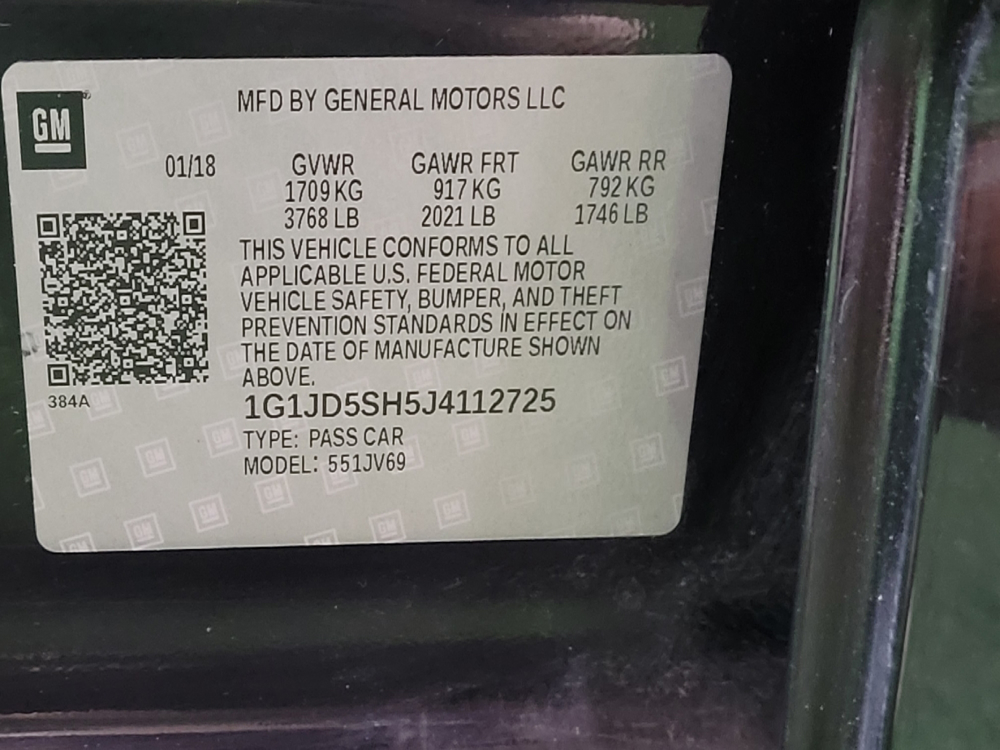 GM
MFD BY GENERAL MOTORS LLC
01/18 GVWR GAWR FRT GAWR RR
1709 KG 917 KG 792 KG
3768 LB 2021 LB 1746 LB
THIS VEHICLE CONFORMS TO ALL
APPLICABLE U.S. FEDERAL MOTOR
VEHICLE SAFETY, BUMPER, AND THEFT
PREVENTION STANDARDS IN EFFECT ON
THE DATE OF MANUFACTURE SHOWN
ABOVE.
384A
1G1JD5SH5J4112725
TYPE: PASS CAR
MODEL: 551JV69